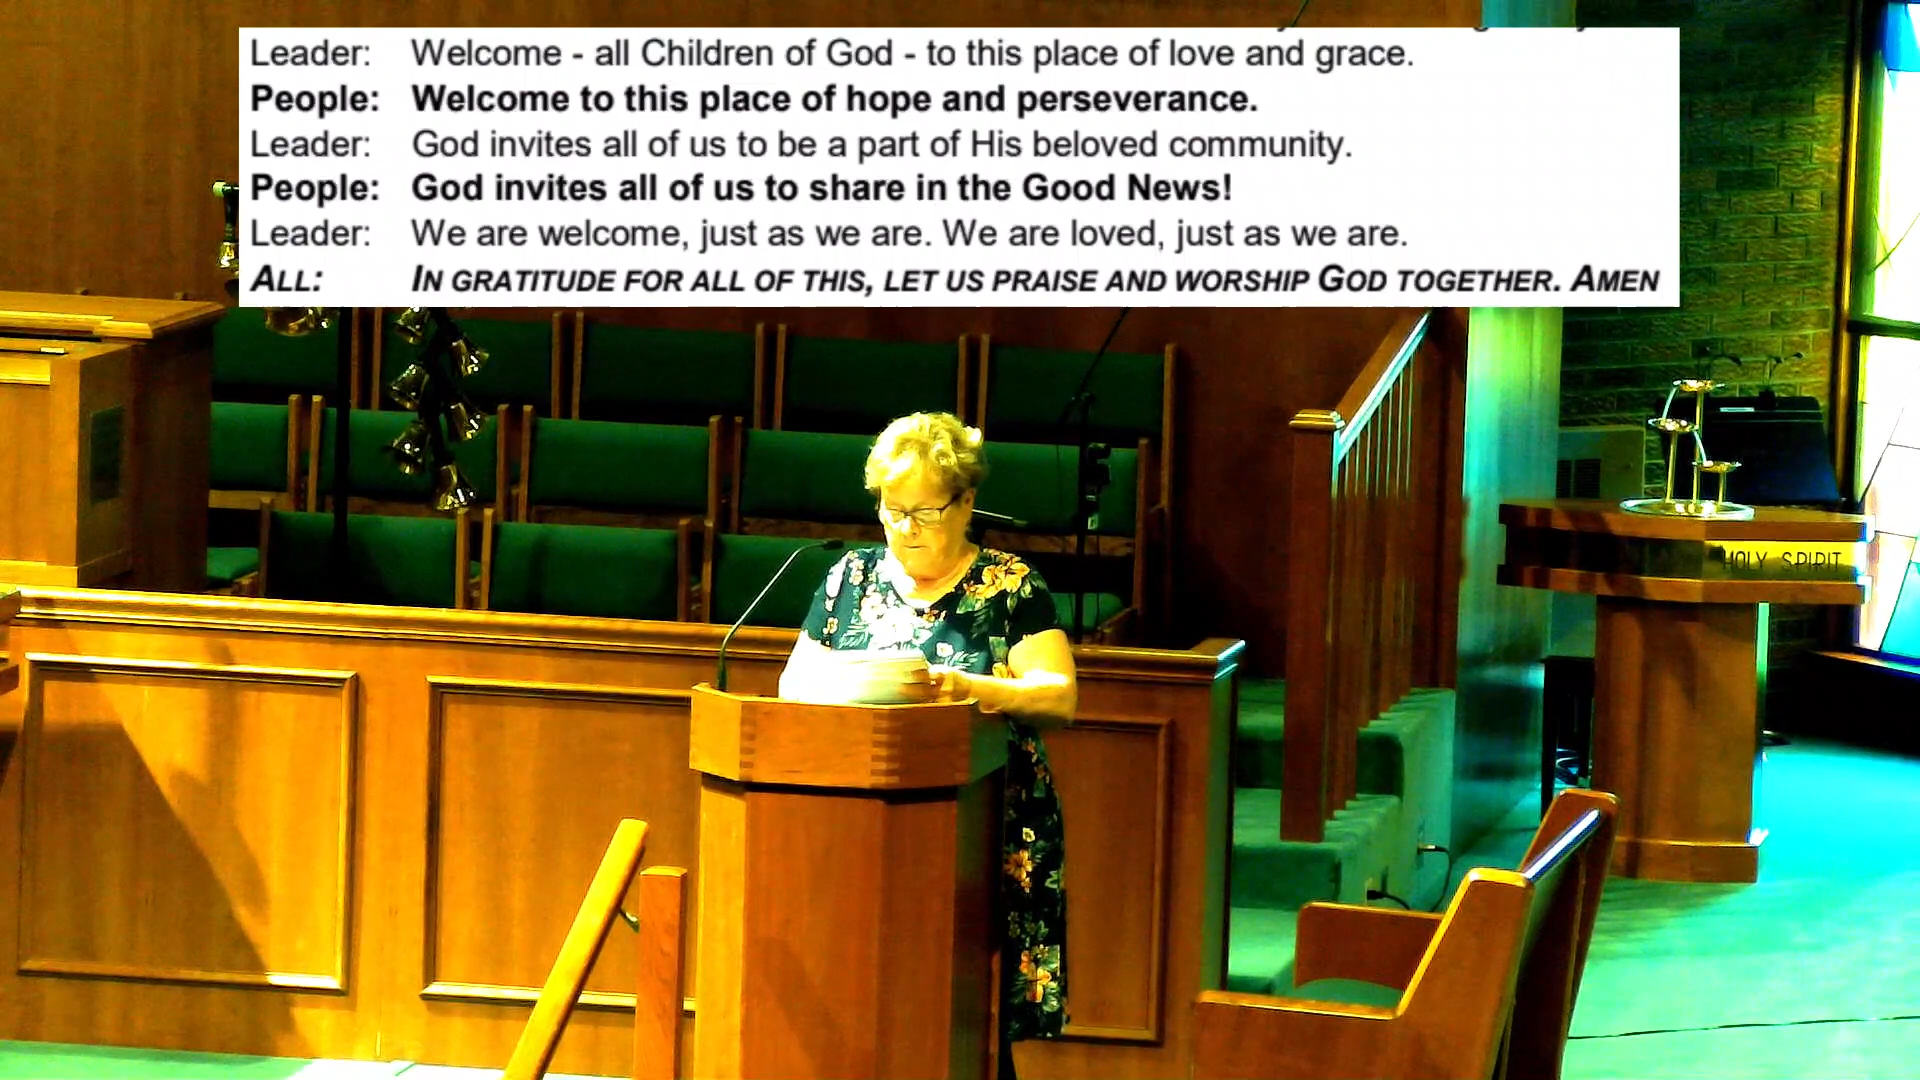 Leader: Welcome - all Children of God - to this place of love and grace.
People: Welcome to this place of hope and perseverance.
Leader: God invites all of us to be a part of His beloved community.
People: God invites all of us to share in the Good News!
Leader: We are welcome, just as we are. We are loved, just as we are.
ALL: IN GRATITUDE FOR ALL OF THIS, LET US PRAISE AND WORSHIP GOD TOGETHER. AMEN
HOLY SPIRIT